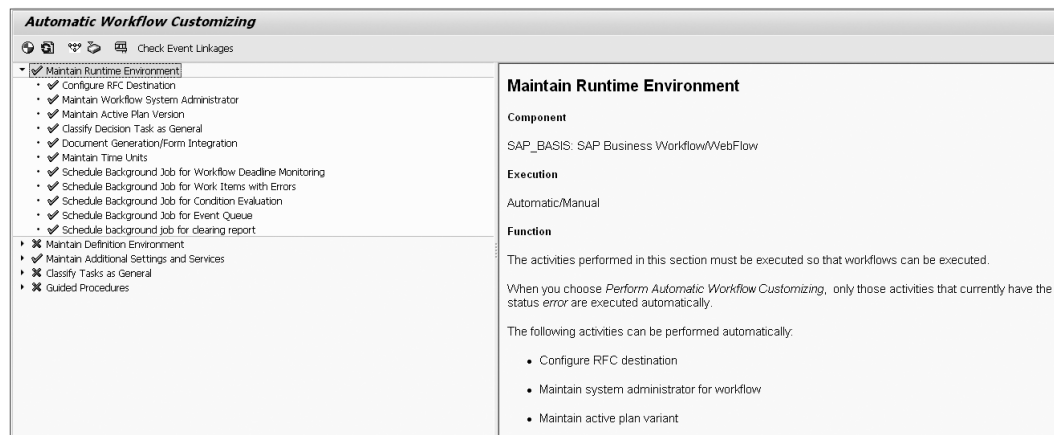 Automatic Workflow Customizing
Check Event Linkages
Maintain Runtime Environment
Configure RFC Destination
Maintain Workflow System Administrator
Maintain Active Plan Version
Classify Decision Task as General
Document Generation/Form Integration
Maintain Time Units
Schedule Background Job for Workflow Deadline Monitoring
Schedule Background Job for Work Items with Errors
Schedule Background Job for Condition Evaluation
Schedule Background Job for Event Queue
Schedule background job for clearing report
Maintain Definition Environment
Maintain Additional Settings and Services
Classify Tasks as General
Guided Procedures
Maintain Runtime Environment
Component
SAP_BASIS: SAP Business Workflow/WebFlow
Execution
Automatic/Manual
Function
The activities performed in this section must be executed so that workflows can be executed.
When you choose Perform Automatic Workflow Customizing, only those activities that currently have the
status error are executed automatically.
The following activities can be performed automatically:
• Configure RFC destination
• Maintain system administrator for workflow
• Maintain active plan variant